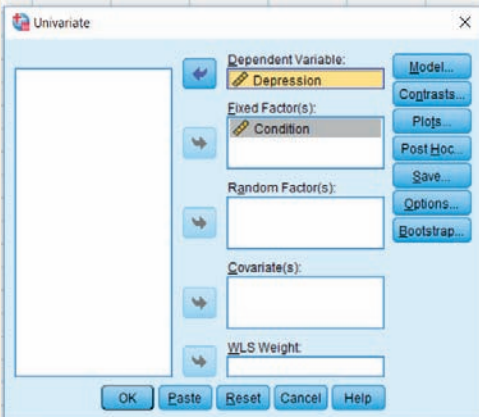 Univariate
Dependent Variable:
Depression
Fixed Factor(s):
Condition
Random Factor(s):
Covariate(s):
WLS Weight:
Model...
Contrasts...
Plots...
Post Hoc...
Save...
Options...
Bootstrap...
OK Paste Reset Cancel Help